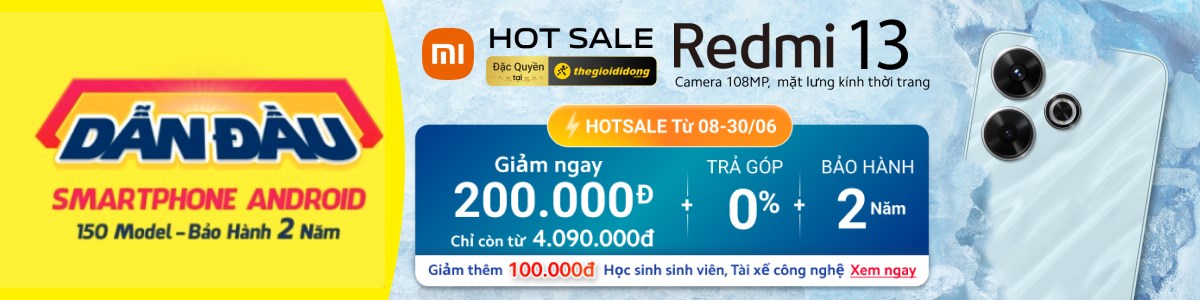 DẪN ĐẦU
SMARTPHONE ANDROID
150 Model - Bảo Hành 2 Năm
mi
HOT SALE
Đặc Quyền
tại
thegioididong
.com
Redmi 13
Camera 108MP, mặt lưng kính thời trang
HOTSALE Từ 08-30/06
Giảm ngay
200.000Đ
Chỉ còn từ 4.090.000đ
+
TRẢ GÓP
0%
+
BẢO HÀNH
2 Năm
Giảm thêm 100.000đ Học sinh sinh viên, Tài xế công nghệ Xem ngay